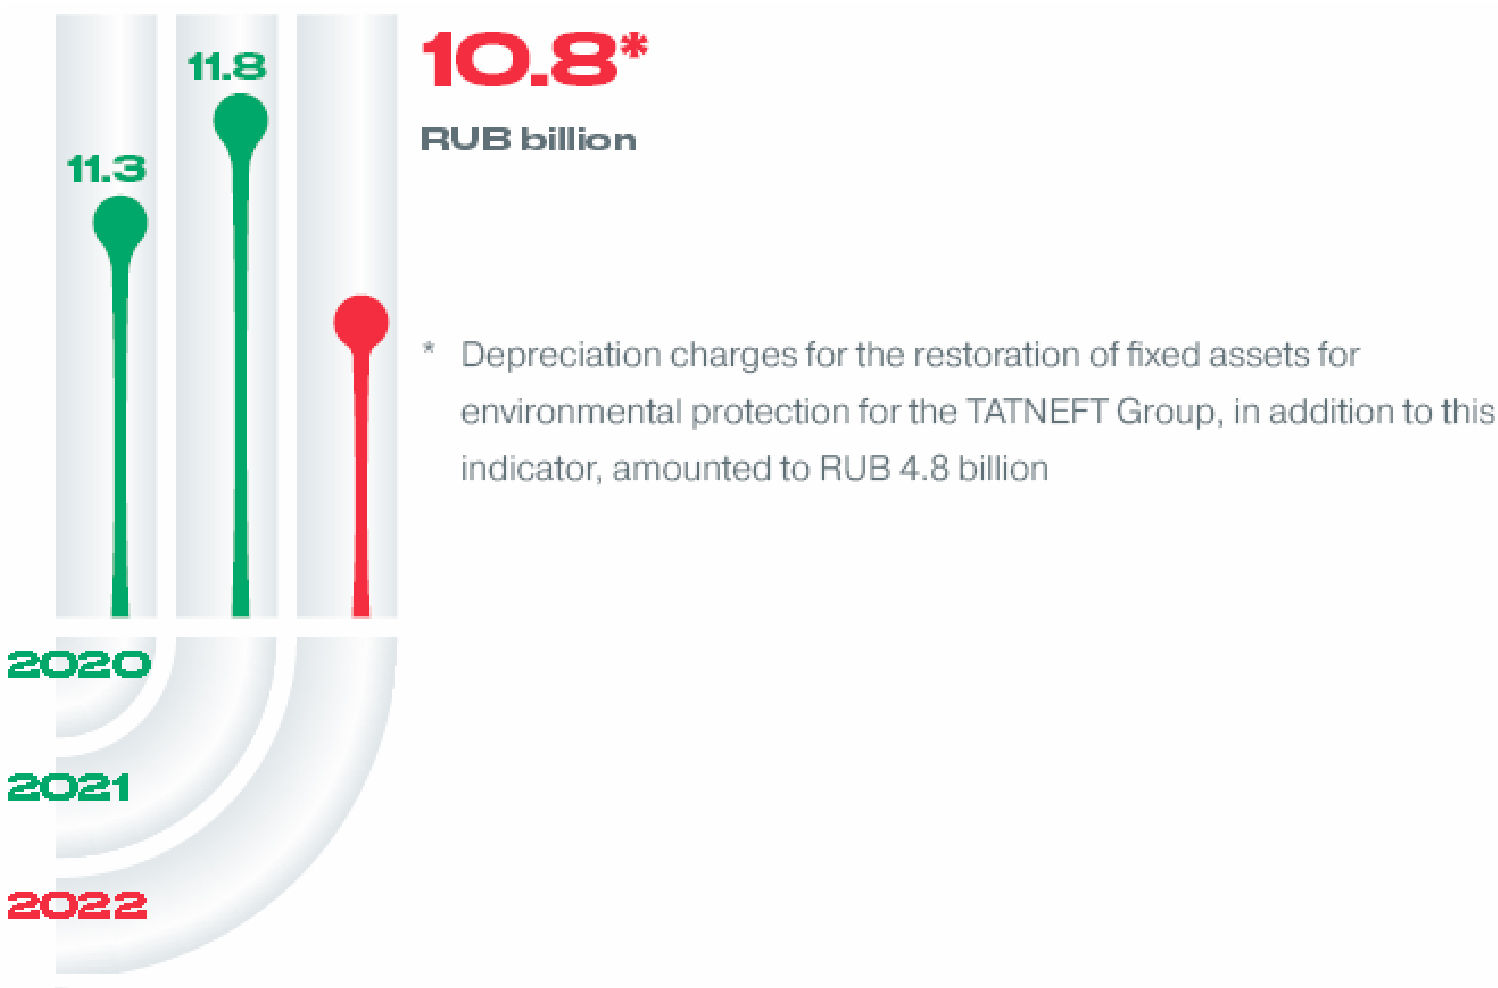 11.8
10.8*
RUB billion
11.3
* Depreciation charges for the restoration of fixed assets for
environmental protection for the TATNEFT Group, in addition to this
indicator, amounted to RUB 4.8 billion
2020
2021
2022